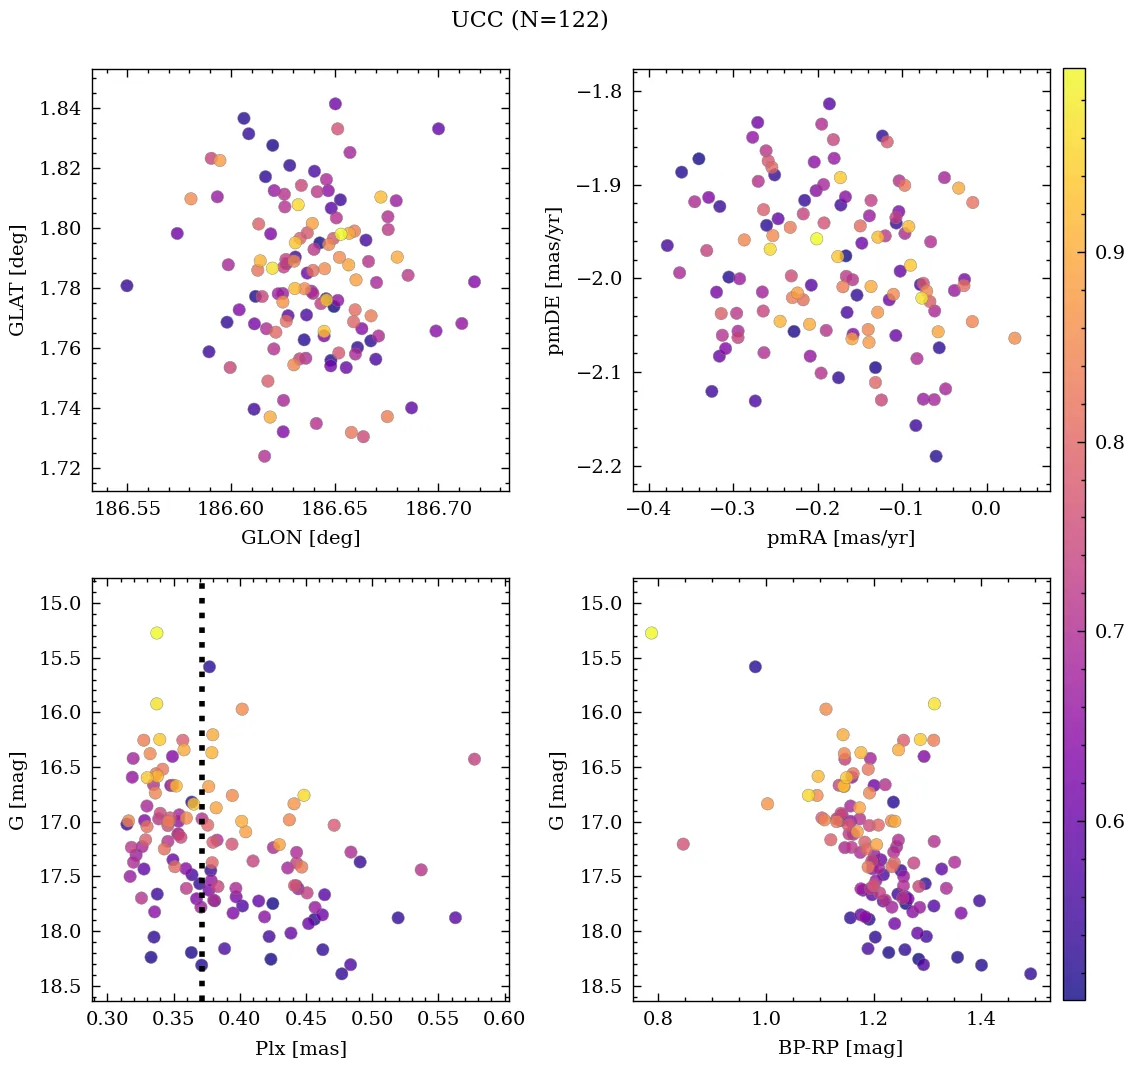 UCC (N=122)
1.84
1.82
1.80
1.78
1.76
1.74
1.72
GLAT [deg]
186.55 186.60 186.65 186.70
GLON [deg]
−1.8
−1.9
−2.0
−2.1
−2.2
pmDE [mas/yr]
−0.4 −0.3 −0.2 −0.1 0.0
pmRA [mas/yr]
15.0
15.5
16.0
16.5
17.0
17.5
18.0
18.5
G [mag]
0.30 0.35 0.40 0.45 0.50 0.55 0.60
Plx [mas]
15.0
15.5
16.0
16.5
17.0
17.5
18.0
18.5
G [mag]
0.8 1.0 1.2 1.4
BP-RP [mag]
0.9
0.8
0.7
0.6